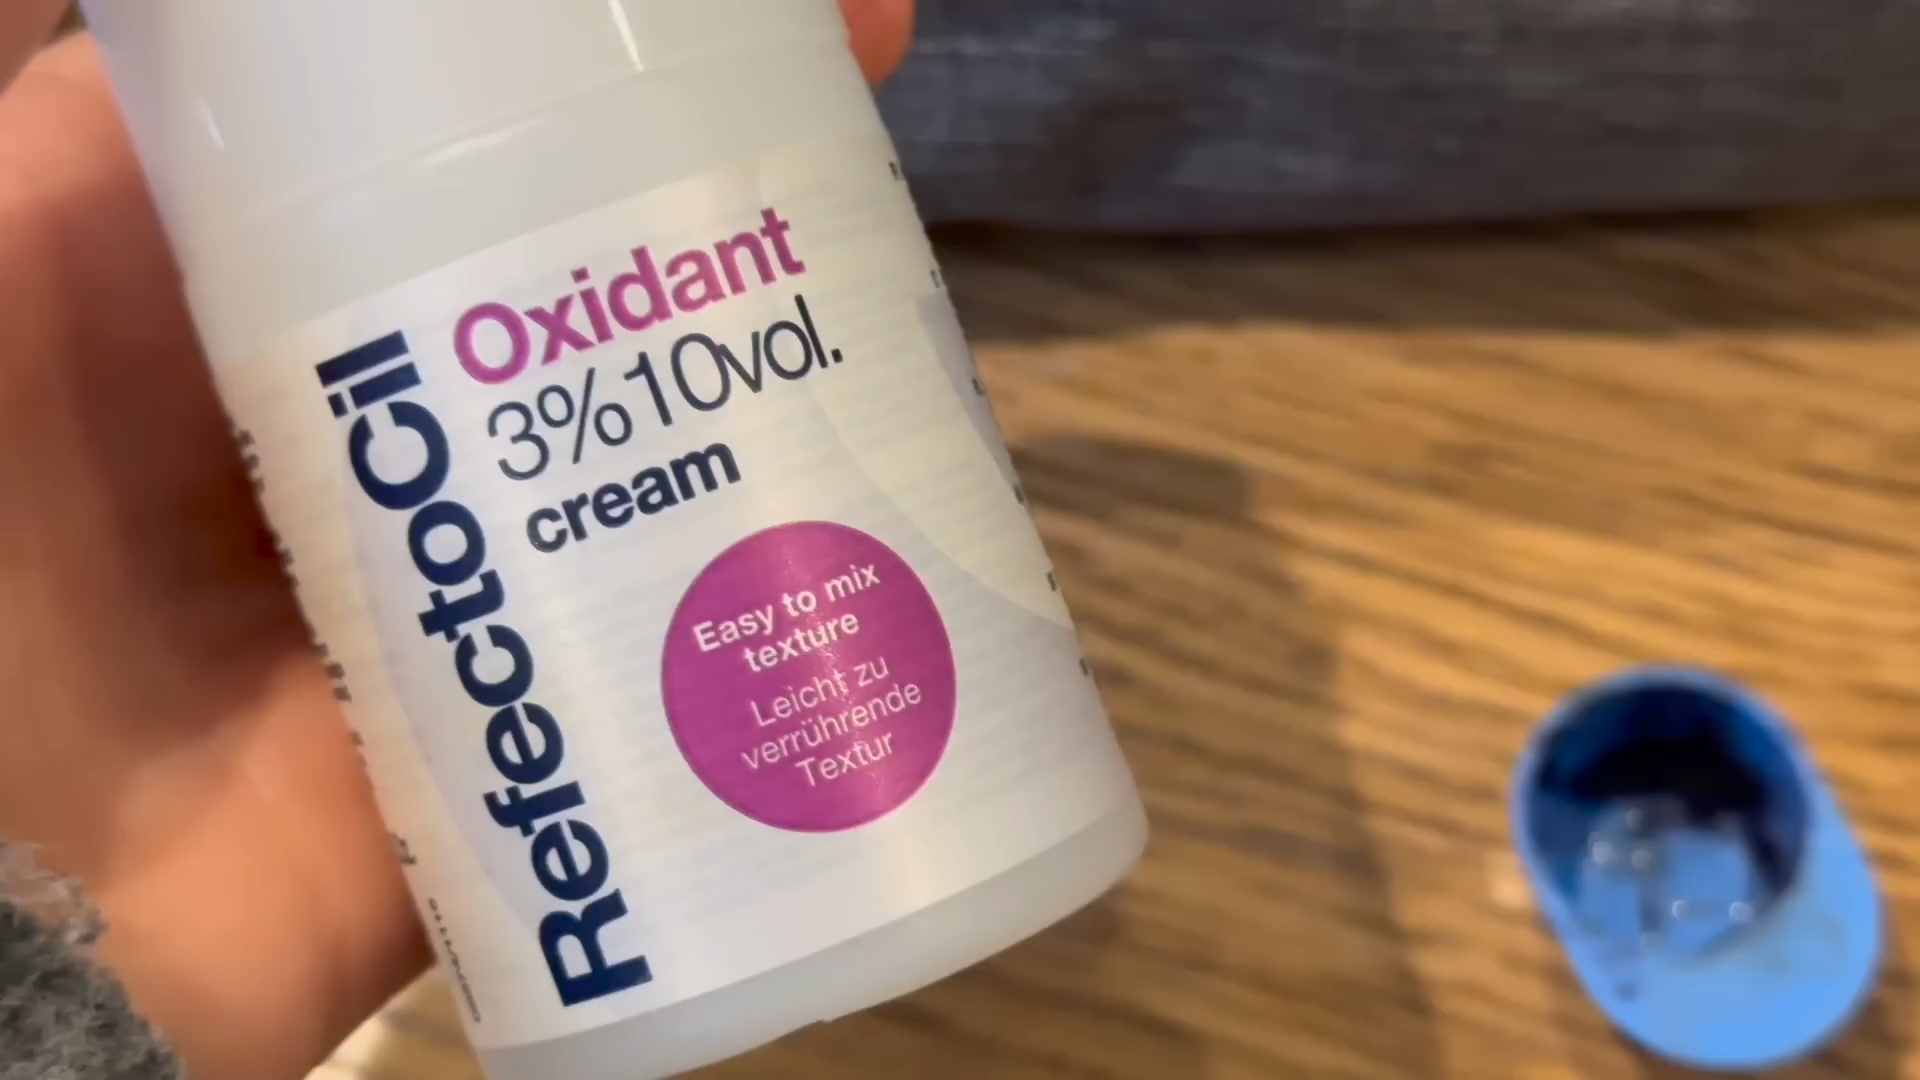 RefectoCil
Oxidant
3% 10vol.
cream
Easy to mix
texture
Leicht zu
verrührende
Textur